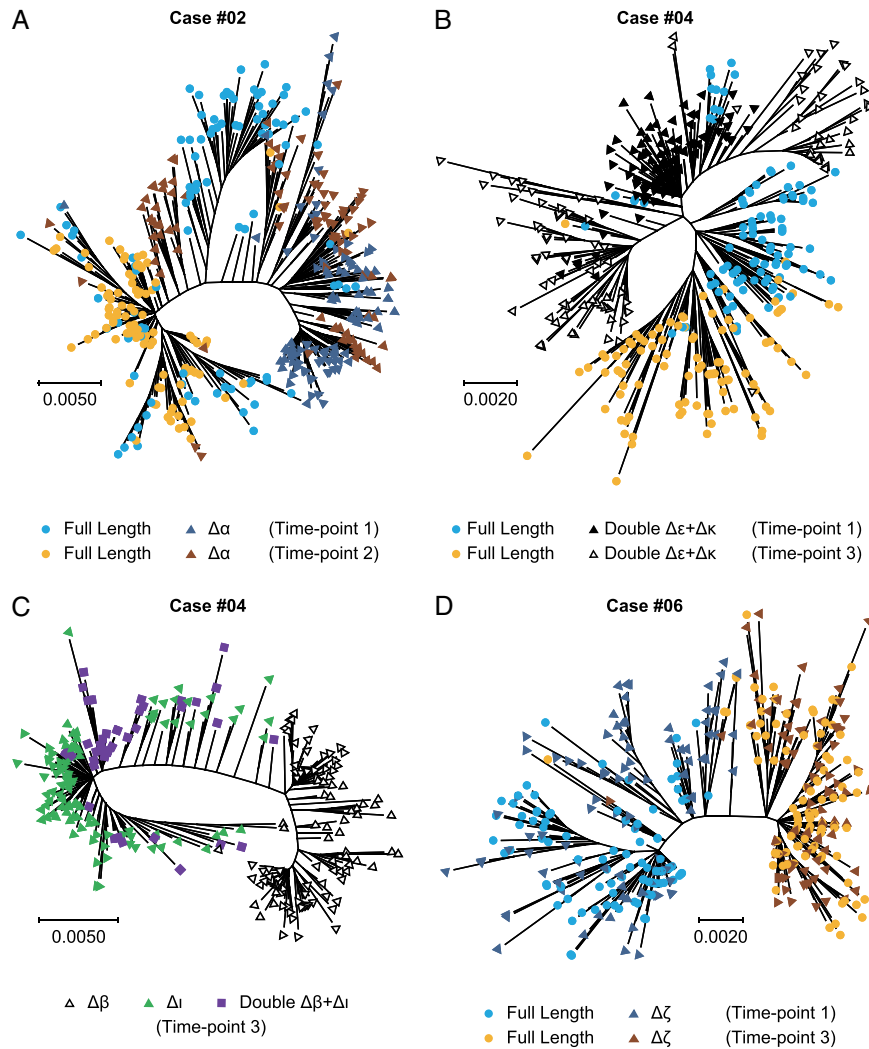 A
Case #02
0.0050
Full Length Δα (Time-point 1)
Full Length Δα (Time-point 2)
B
Case #04
0.0020
Full Length Double Δε+Δκ (Time-point 1)
Full Length Double Δε+Δκ (Time-point 3)
C
Case #04
0.0050
Δβ Δι Double Δβ+Δι
(Time-point 3)
D
Case #06
0.0020
Full Length Δζ (Time-point 1)
Full Length Δζ (Time-point 3)